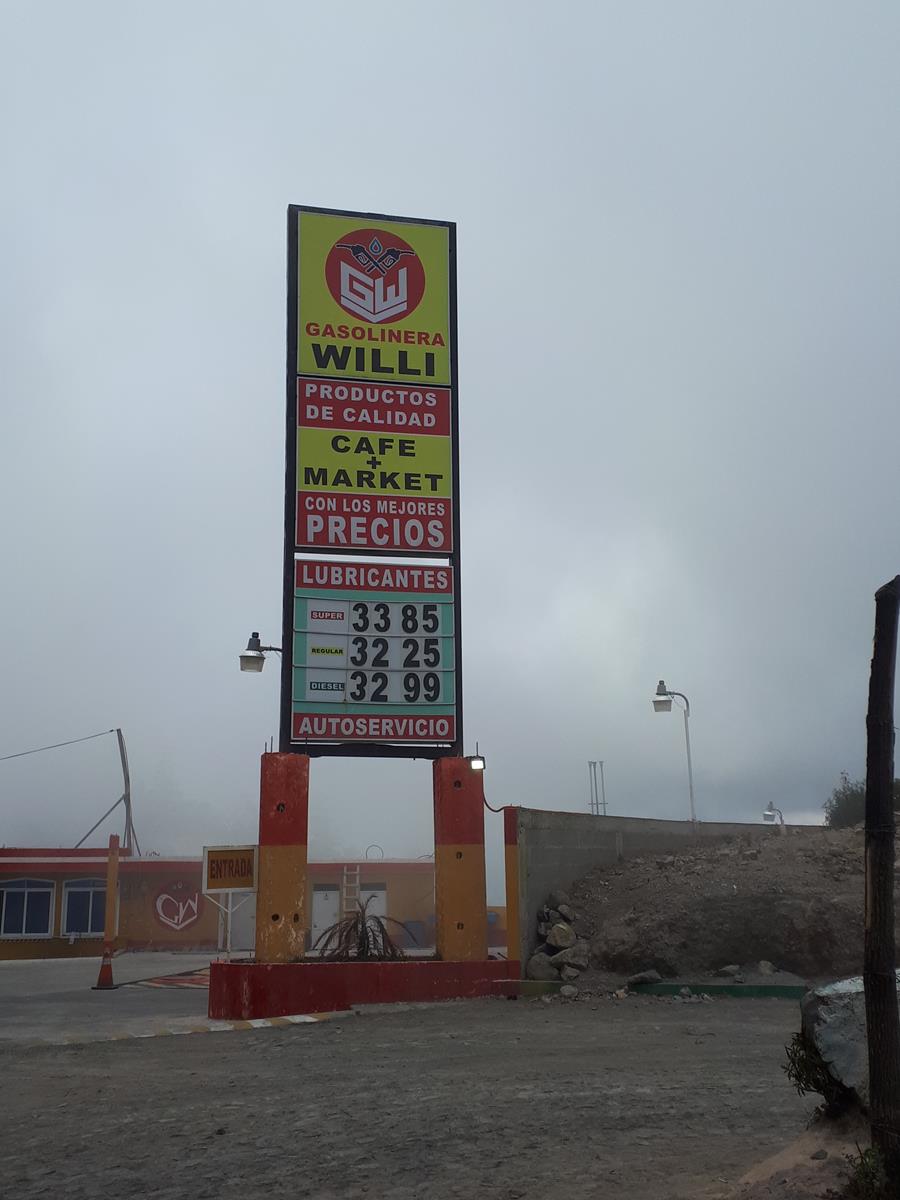 GW
GASOLINERA
WILLI
PRODUCTOS
DE CALIDAD
CAFE
+
MARKET
CON LOS MEJORES
PRECIOS
LUBRICANTES
SUPER 33 85
REGULAR 32 25
DIESEL 32 99
AUTOSERVICIO
ENTRADA
GW